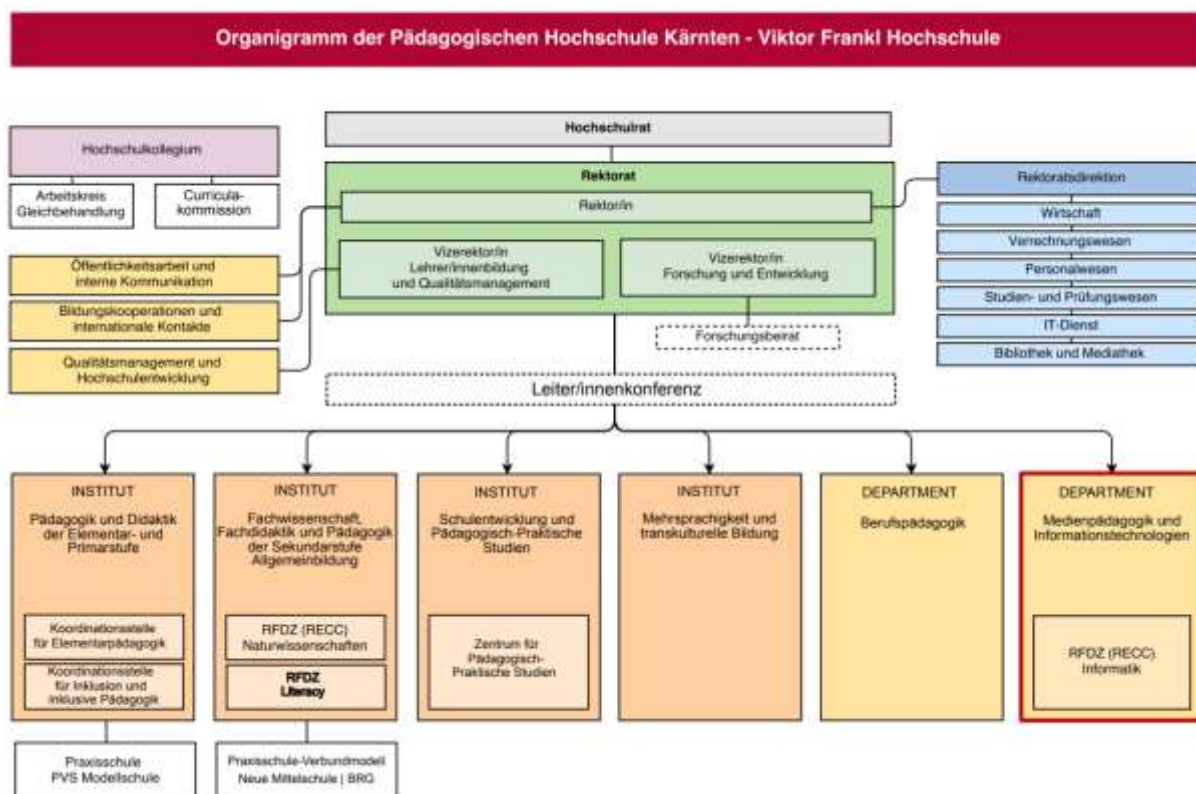 Organigramm der Pädagogischen Hochschule Kärnten - Viktor Frankl Hochschule
Hochschulrat
Hochschulkollegium
Arbeitskreis
Gleichbehandlung
Curricula-
kommission
Rektorat
Rektor/in
Vizerektor/in
Lehrer/innenbildung
und Qualitätsmanagement
Vizerektor/in
Forschung und Entwicklung
Forschungsbeirat
Rektoratsdirektion
Wirtschaft
Verrechnungswesen
Personalwesen
Studien- und Prüfungswesen
IT-Dienst
Bibliothek und Mediathek
Öffentlichkeitsarbeit und
interne Kommunikation
Bildungskooperationen und
internationale Kontakte
Qualitätsmanagement und
Hochschulentwicklung
Leiter/innenkonferenz
INSTITUT
Pädagogik und Didaktik
der Elementar- und
Primarstufe
Koordinationsstelle
für Elementarpädagogik
Koordinationsstelle
für Inklusion und
Inklusive Pädagogik
Praxisschule
PVS Modellschule
INSTITUT
Fachwissenschaft,
Fachdidaktik und Pädagogik
der Sekundarstufe
Allgemeinbildung
RFDZ (RECC)
Naturwissenschaften
RFDZ
Literacy
Praxisschule-Verbundmodell
Neue Mittelschule | BRG
INSTITUT
Schulentwicklung und
Pädagogisch-Praktische
Studien
Zentrum für
Pädagogisch-
Praktische Studien
INSTITUT
Mehrsprachigkeit und
transkulturelle Bildung
DEPARTMENT
Berufspädagogik
DEPARTMENT
Medienpädagogik und
Informationstechnologien
RFDZ (RECC)
Informatik